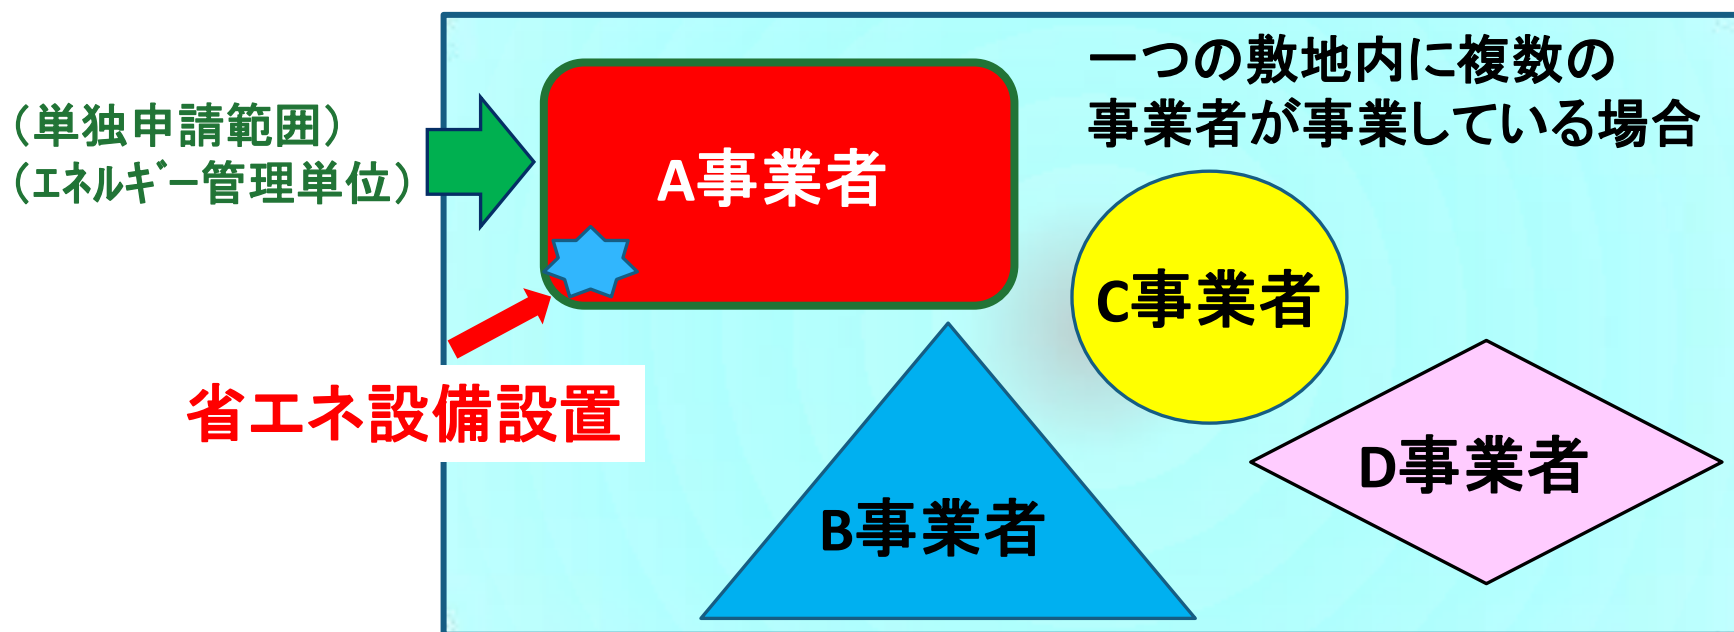 一つの敷地内に複数の
事業者が事業している場合
（単独申請範囲）
（ｴﾈﾙｷﾞｰ管理単位）
A事業者
C事業者
省エネ設備設置
D事業者
B事業者